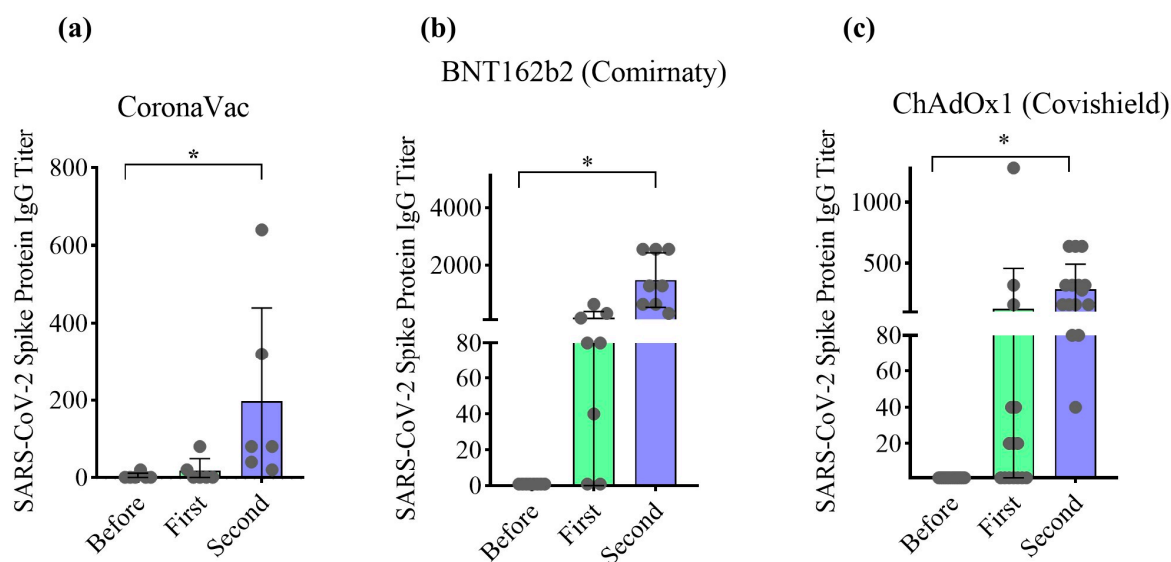 (a)
CoronaVac
SARS-CoV-2 Spike Protein IgG Titer
*
800
600
400
200
0
Before
First
Second
(b)
BNT162b2 (Comirnaty)
SARS-CoV-2 Spike Protein IgG Titer
*
4000
2000
80
60
40
20
0
Before
First
Second
(c)
ChAdOx1 (Covishield)
SARS-CoV-2 Spike Protein IgG Titer
*
1000
500
80
60
40
20
Before
First
Second